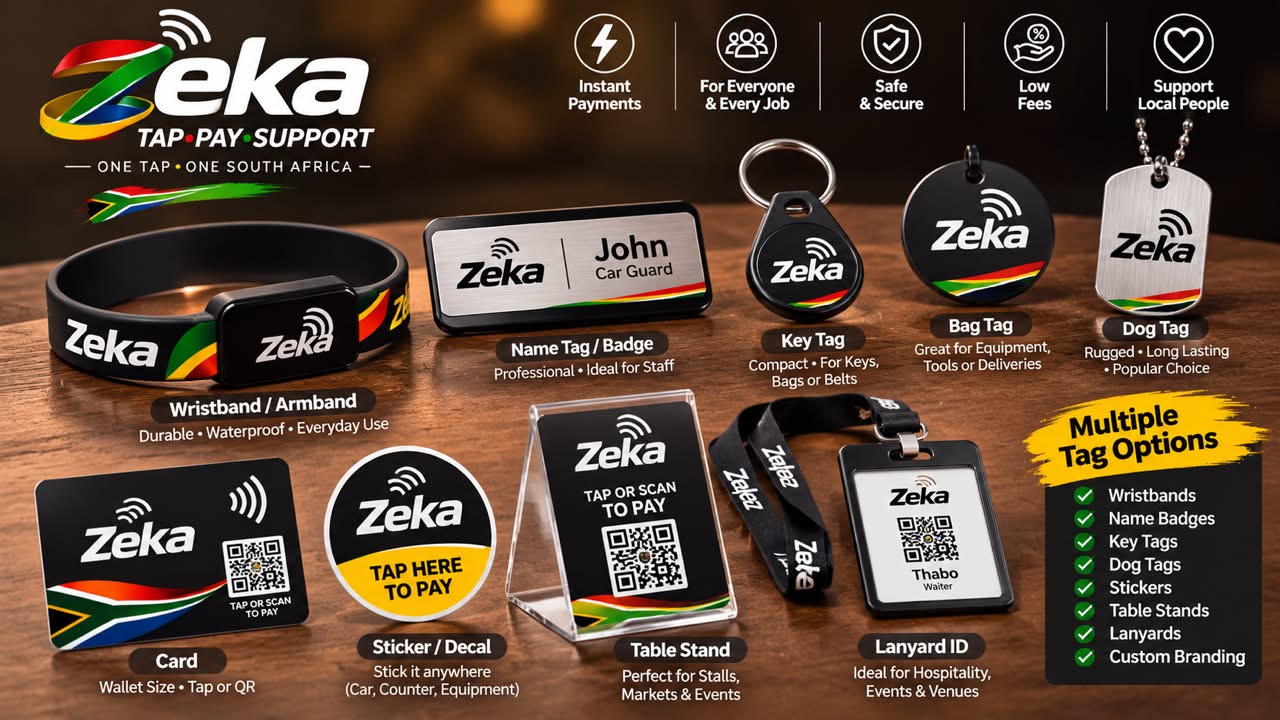 Zeka
TAP•PAY•SUPPORT
ONE TAP • ONE SOUTH AFRICA
Instant
Payments
For Everyone
& Every Job
Safe
& Secure
%
Low
Fees
Support
Local People
Zeka
Zeka
Wristband / Armband
Durable • Waterproof • Everyday Use
Zeka
John
Car Guard
Name Tag / Badge
Professional • Ideal for Staff
Zeka
Key Tag
Compact • For Keys,
Bags or Belts
Zeka
Bag Tag
Great for Equipment,
Tools or Deliveries
Zeka
Dog Tag
Rugged • Long Lasting
• Popular Choice
Zeka
TAP OR SCAN
TO PAY
Card
Wallet Size • Tap or QR
Zeka
TAP HERE
TO PAY
Sticker / Decal
Stick it anywhere
(Car, Counter, Equipment)
Zeka
TAP OR SCAN
TO PAY
Table Stand
Perfect for Stalls,
Markets & Events
Zeka
Zeka
Thabo
Waiter
Lanyard ID
Ideal for Hospitality,
Events & Venues
Multiple
Tag Options
Wristbands
Name Badges
Key Tags
Dog Tags
Stickers
Table Stands
Lanyards
Custom Branding